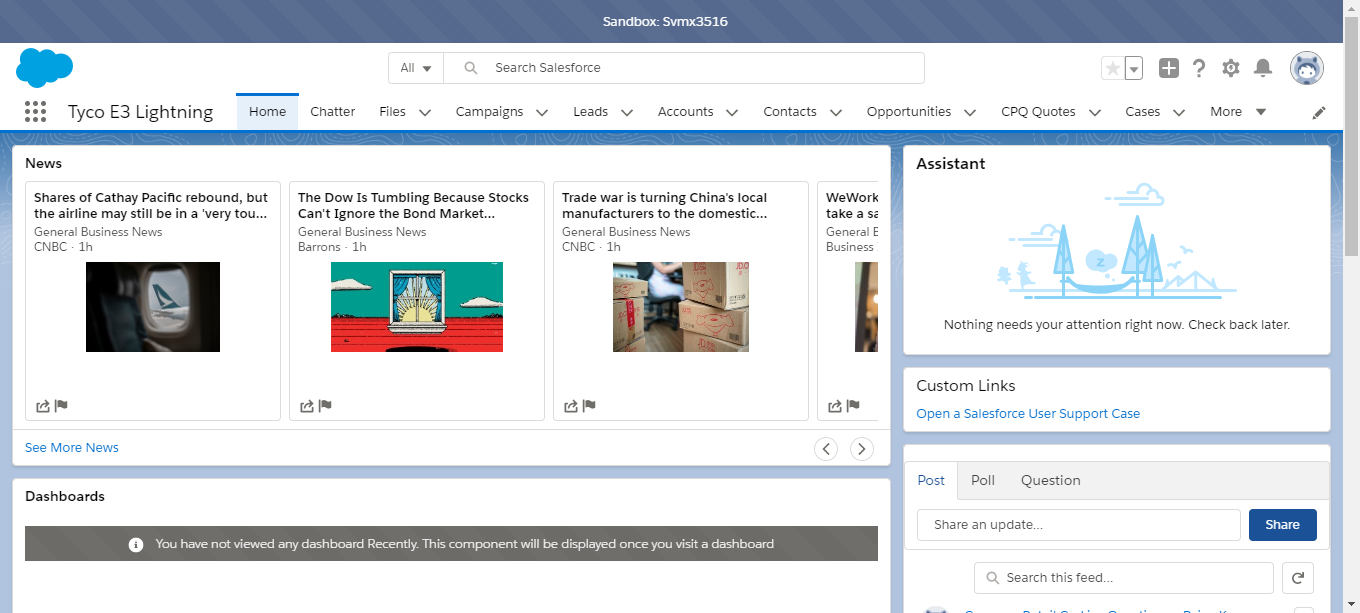 Sandbox: Svmx3516
All
Search Salesforce
Tyco E3 Lightning
Home
Chatter
Files
Campaigns
Leads
Accounts
Contacts
Opportunities
CPQ Quotes
Cases
More
News
Shares of Cathay Pacific rebound, but
the airline may still be in a 'very tou...
General Business News
CNBC · 1h
The Dow Is Tumbling Because Stocks
Can't Ignore the Bond Market...
General Business News
Barrons · 1h
Trade war is turning China's local
manufacturers to the domestic...
General Business News
CNBC · 1h
WeWork
take a sa
General B
Business
See More News
Dashboards
You have not viewed any dashboard Recently. This component will be displayed once you visit a dashboard
Assistant
Z
Nothing needs your attention right now. Check back later.
Custom Links
Open a Salesforce User Support Case
Post
Poll
Question
Share an update...
Share
Search this feed...